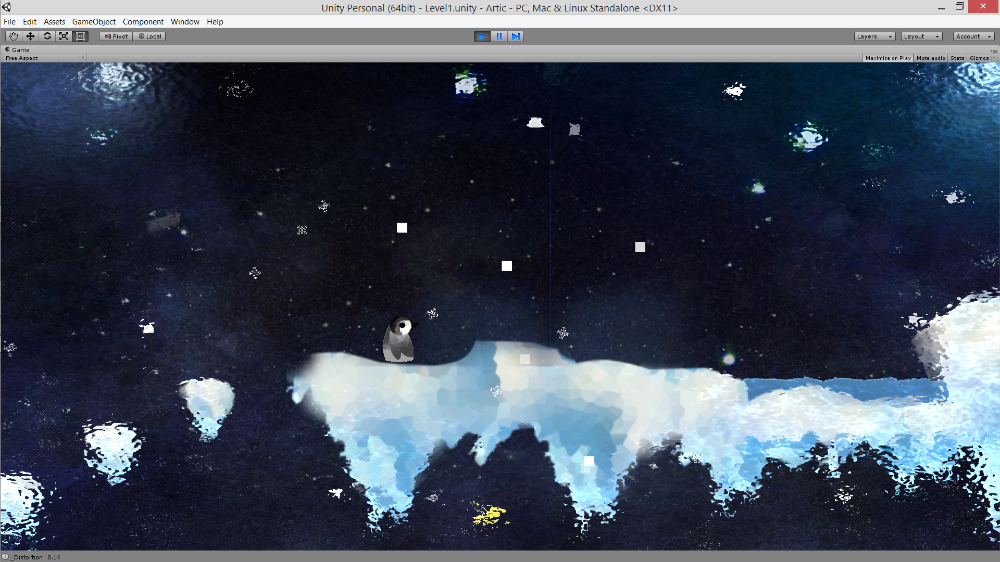 Unity Personal (64bit) - Level1.unity - Artic - PC, Mac & Linux Standalone <DX11>
File Edit Assets GameObject Component Window Help
Pivot Local Layers Layout Account
Game
Free Aspect Maximize on Play Mute audio Stats Gizmos
_Distortion: 0.14